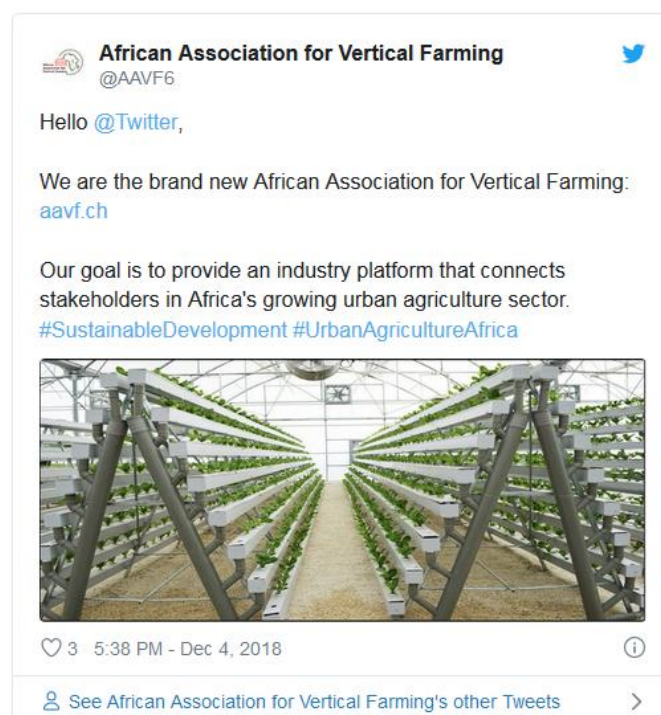 African Association for Vertical Farming
@AAVF6
Hello @Twitter,
We are the brand new African Association for Vertical Farming:
aavf.ch
Our goal is to provide an industry platform that connects
stakeholders in Africa's growing urban agriculture sector.
#SustainableDevelopment #UrbanAgricultureAfrica
3 5:38 PM - Dec 4, 2018
See African Association for Vertical Farming's other Tweets